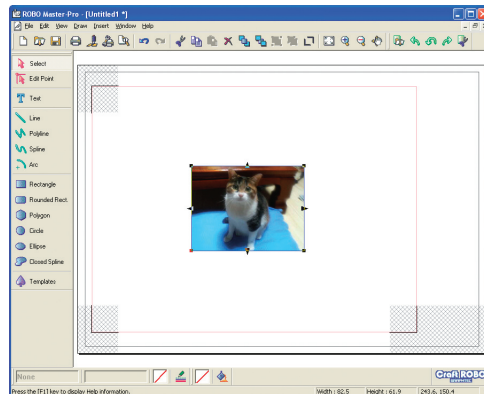 ROBO Master-Pro - [Untitled1 *]
File Edit View Draw Window Help
Select
Edit Point
Text
Line
Polyline
Spline
Arc
Rectangle
Rounded Rect.
Polygon
Circle
Ellipse
Closed Spline
Templates
None
Craft ROBO
Press the [F1] key to display Help information.
Width : 82.5 Height : 61.9 243.6, 150.4